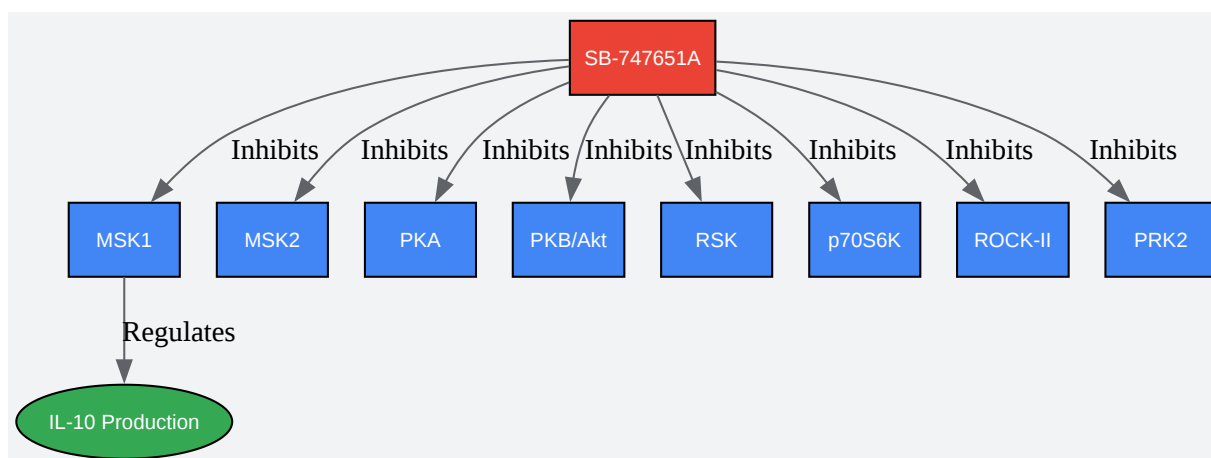 SB-747651A
Inhibits Inhibits Inhibits Inhibits Inhibits Inhibits Inhibits Inhibits
MSK1 MSK2 PKA PKB/Akt RSK p70S6K ROCK-II PRK2
Regulates
IL-10 Production